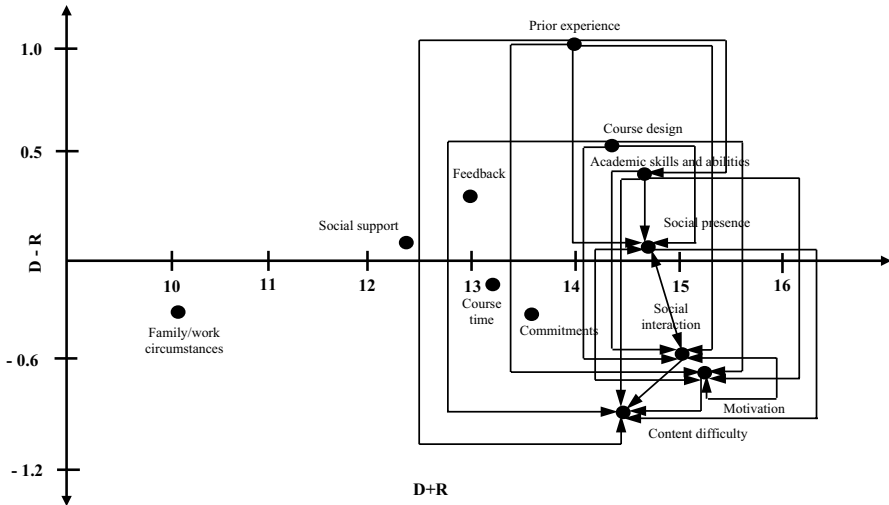 Prior experience
1.0
Course design
0.5
Academic skills and abilities
Feedback
Social presence
Social support
D - R
10
11
12
13
14
15
16
Course
time
Social
interaction
Commitments
Family/work
circumstances
- 0.6
Motivation
Content difficulty
- 1.2
D+R